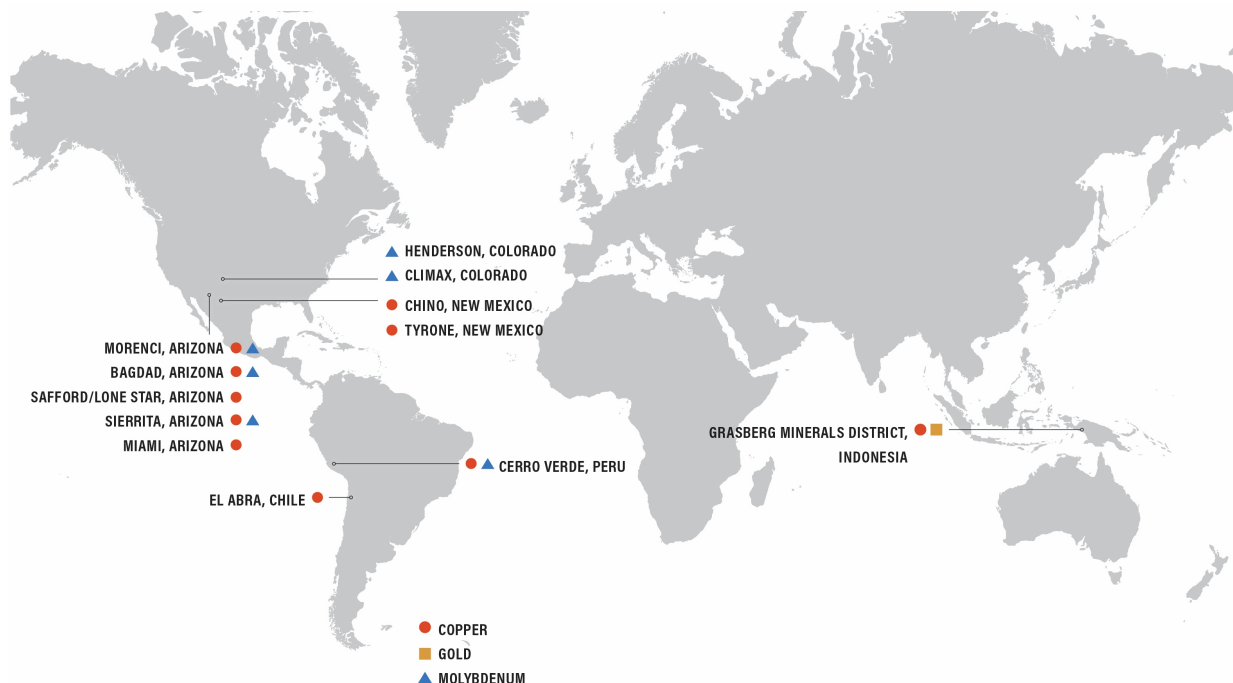 HENDERSON, COLORADO
CLIMAX, COLORADO
CHINO, NEW MEXICO
TYRONE, NEW MEXICO
MORENCI, ARIZONA
BAGDAD, ARIZONA
SAFFORD/LONE STAR, ARIZONA
SIERRITA, ARIZONA
MIAMI, ARIZONA
GRASBERG MINERALS DISTRICT,
INDONESIA
CERRO VERDE, PERU
EL ABRA, CHILE
COPPER
GOLD
MOLYBDENUM